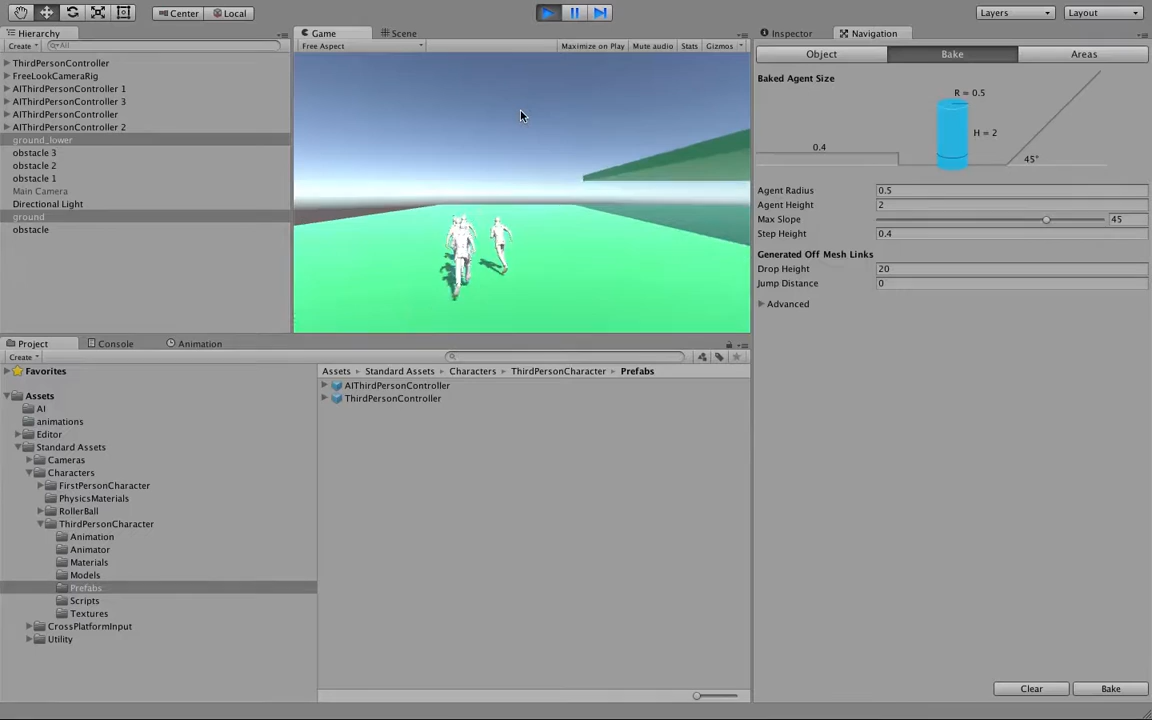 Center Local Layers Layout
Hierarchy Game Scene Inspector Navigation
Create All Free Aspect Maximize on Play Mute audio Stats Gizmos Object Bake Areas
ThirdPersonController
FreeLookCameraRig
AIThirdPersonController 1
AIThirdPersonController 3
AIThirdPersonController
AIThirdPersonController 2
ground_lower
obstacle 3
obstacle 2
obstacle 1
Main Camera
Directional Light
ground
obstacle
Baked Agent Size
R = 0.5
H = 2
0.4
45°
Agent Radius 0.5
Agent Height 2
Max Slope 45
Step Height 0.4
Generated Off Mesh Links
Drop Height 20
Jump Distance 0
Advanced
Project Console Animation
Create
Favorites
Assets
AI
animations
Editor
Standard Assets
Cameras
Characters
FirstPersonCharacter
PhysicsMaterials
RollerBall
ThirdPersonCharacter
Animation
Animator
Materials
Models
Prefabs
Scripts
Textures
CrossPlatformInput
Utility
Assets Standard Assets Characters ThirdPersonCharacter Prefabs
AIThirdPersonController
ThirdPersonController
Clear Bake